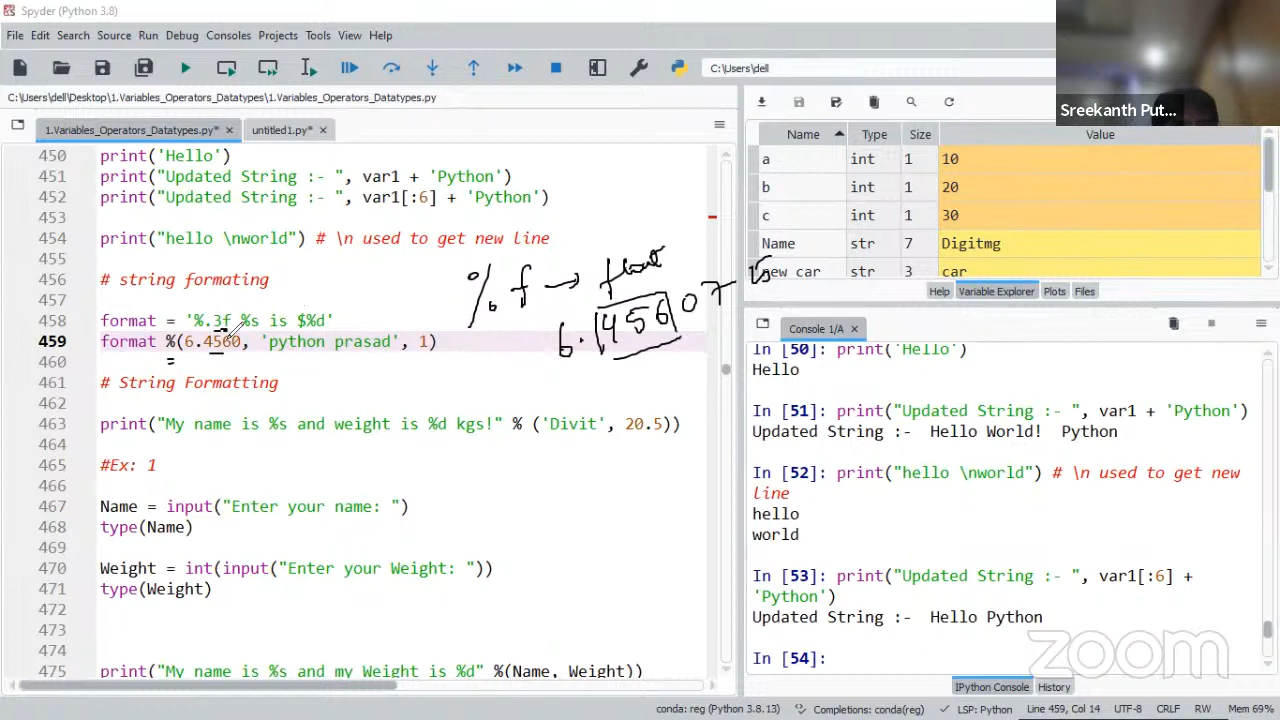 Spyder (Python 3.8)
File Edit Search Source Run Debug Consoles Projects Tools View Help
C:\Users\dell
C:\Users\dell\Desktop\1.Variables_Operators_Datatypes\1.Variables_Operators_Datatypes.py
Sreekanth Put...
1.Variables_Operators_Datatypes.py* untitled1.py*
450 print('Hello')
451 print("Updated String :- ", var1 + 'Python')
452 print("Updated String :- ", var1[:6] + 'Python')
453
454 print("hello \nworld") # \n used to get new line
455
456 # string formating
457
458 format = '%.3f %s is $%d'
459 format %(6.4560, 'python prasad', 1)
460
461 # String Formatting
462
463 print("My name is %s and weight is %d kgs!" % ('Divit', 20.5))
464
465 #Ex: 1
466
467 Name = input("Enter your name: ")
468 type(Name)
469
470 Weight = int(input("Enter your Weight: "))
471 type(Weight)
472
473
474
475 print("My name is %s and my Weight is %d" %(Name, Weight))
% f → float
6.45607
Name Type Size Value
a int 1 10
b int 1 20
c int 1 30
Name str 7 Digitmg
new car str 3 car
Help Variable Explorer Plots Files
Console 1/A
In [50]: print('Hello')
Hello
In [51]: print("Updated String :- ", var1 + 'Python')
Updated String :-  Hello World!  Python
In [52]: print("hello \nworld") # \n used to get new
line
hello
world
In [53]: print("Updated String :- ", var1[:6] +
'Python')
Updated String :-  Hello Python
In [54]:
zoom
IPython Console History
conda: reg (Python 3.8.13) Completions: conda(reg) LSP: Python Line 459, Col 14 UTF-8 CRLF RW Mem 69%